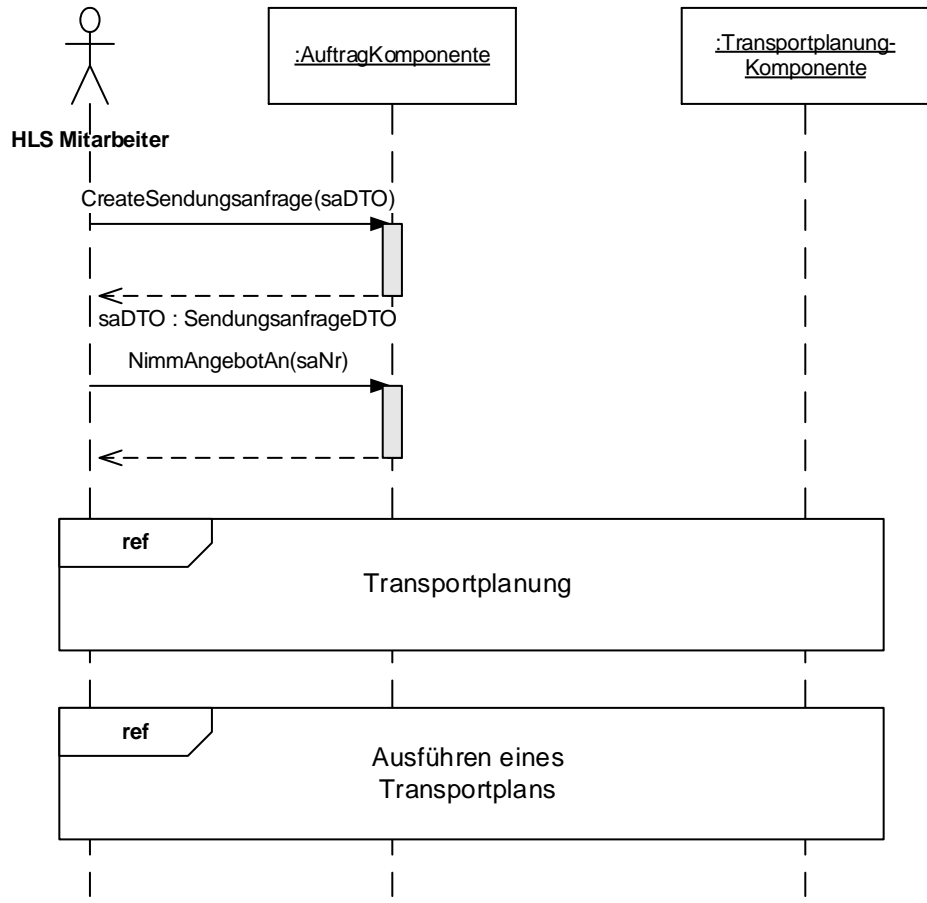 :AuftragKomponente
:Transportplanung-
Komponente
HLS Mitarbeiter
CreateSendungsanfrage(saDTO)
saDTO : SendungsanfrageDTO
NimmAngebotAn(saNr)
ref
Transportplanung
ref
Ausführen eines
Transportplans